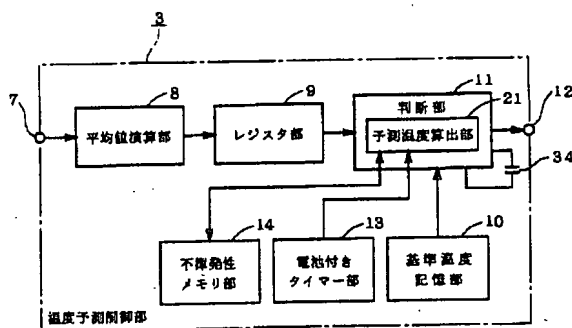 3
7
8
平均値演算部
9
レジスタ部
11
判断部
21
予測温度算出部
12
34
14
不揮発性
メモリ部
13
電池付き
タイマー部
10
基準温度
記憶部
温度予測制御部